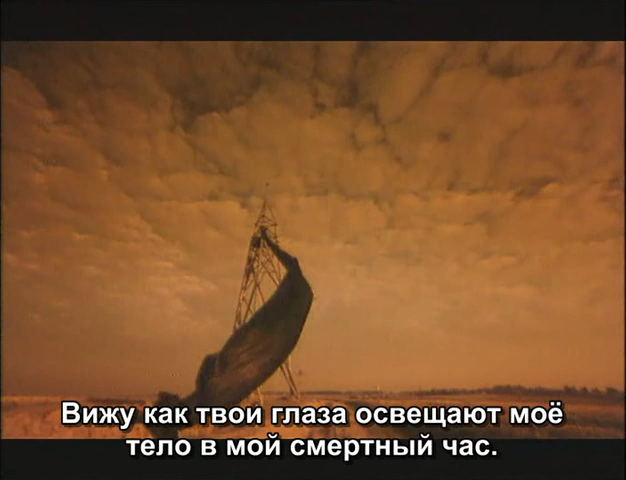 Вижу как твои глаза освещают моё
тело в мой смертный час.